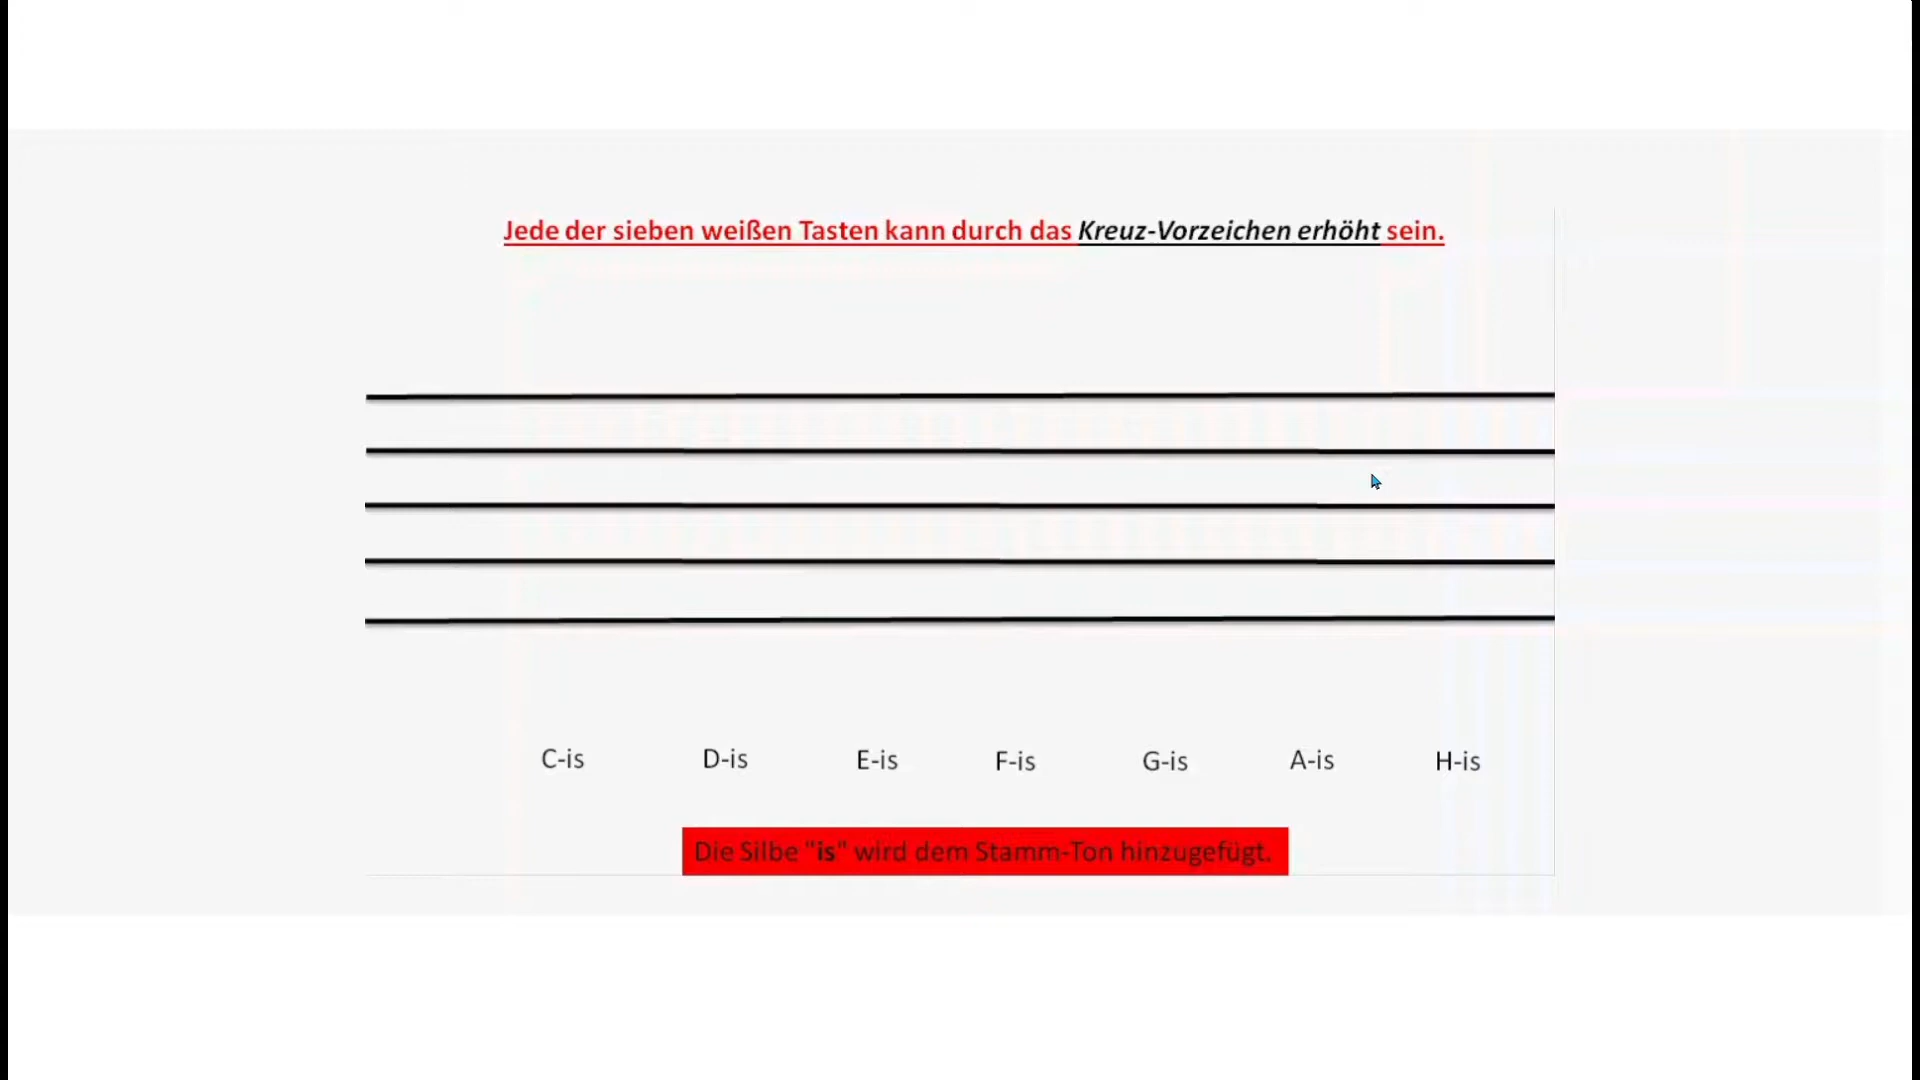 Jede der sieben weißen Tasten kann durch das Kreuz-Vorzeichen erhöht sein.
C-is D-is E-is F-is G-is A-is H-is
Die Silbe "is" wird dem Stamm-Ton hinzugefügt.